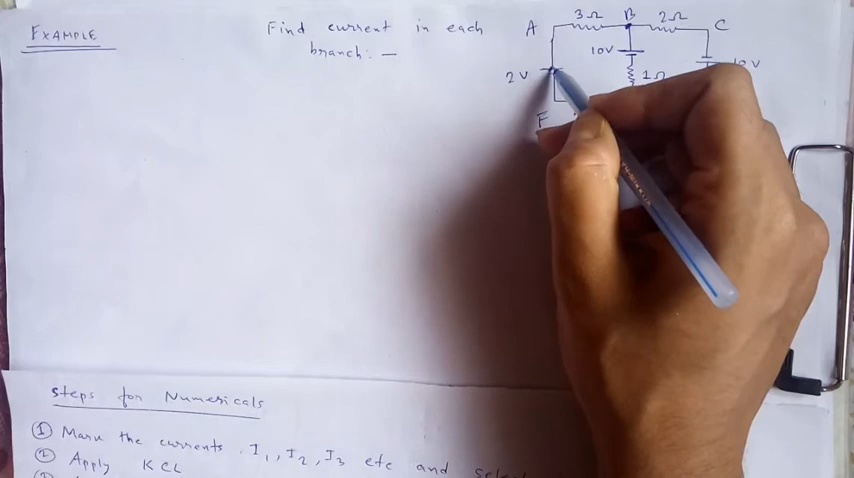 EXAMPLE
Find current in each
branch: —
A 3Ω B 2Ω C
10V
10V
2V
1Ω
F
Steps for Numericals
① Mark the currents I₁, I₂, I₃ etc and
② Apply KCL